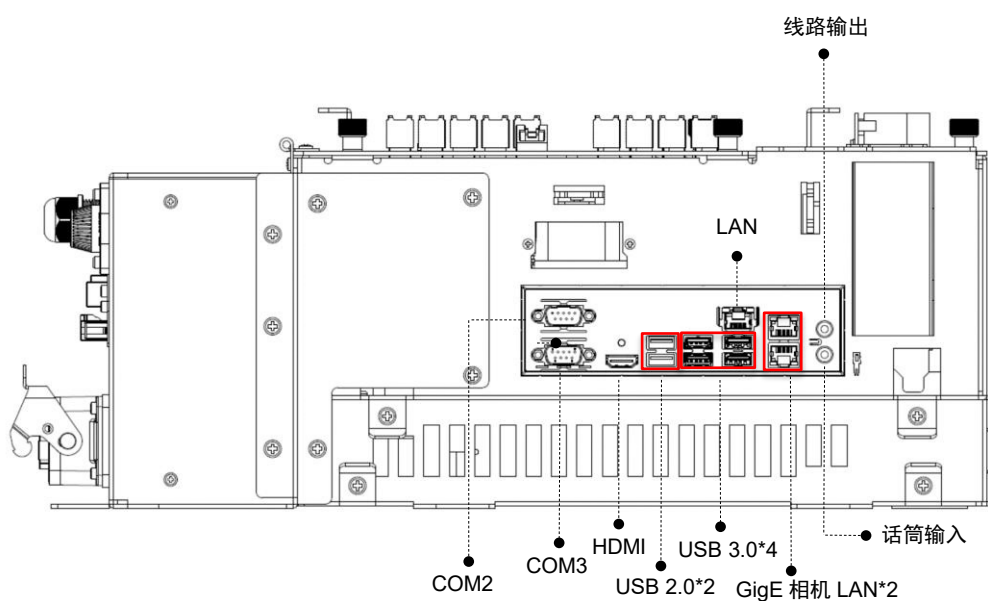 线路输出
LAN
话筒输入
HDMI
USB 3.0*4
COM3
COM2
USB 2.0*2
GigE 相机 LAN*2